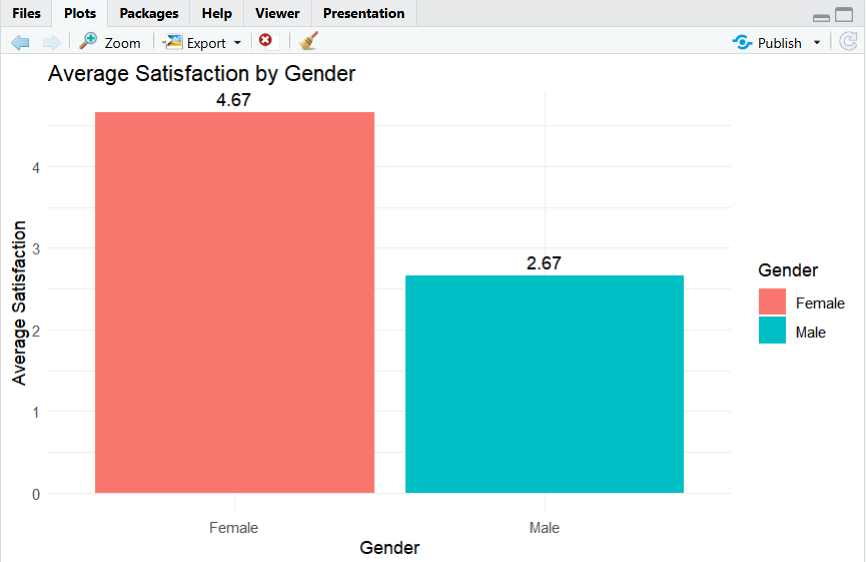 Files Plots Packages Help Viewer Presentation
Zoom Export Publish
Average Satisfaction by Gender
4.67
2.67
4
3
2
1
0
Average Satisfaction
Female Male
Gender
Gender
Female
Male